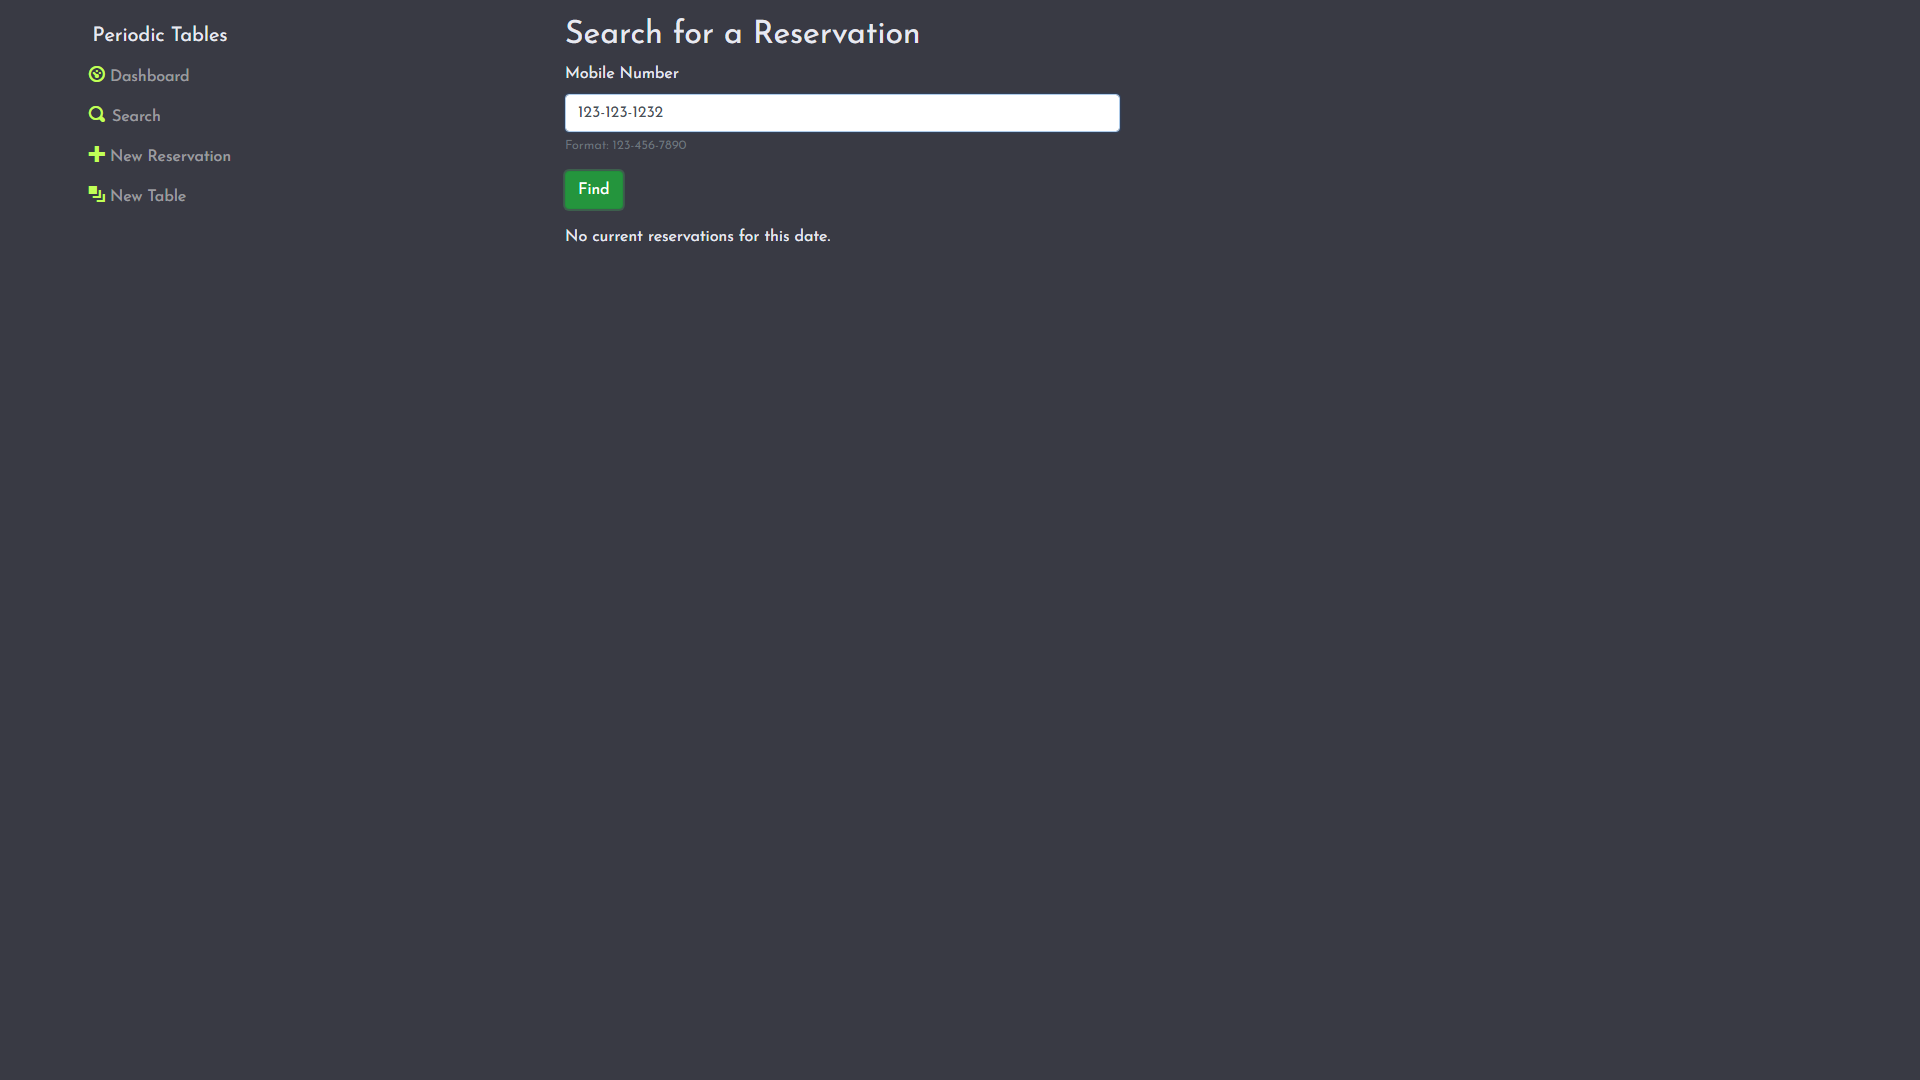 Periodic Tables
Dashboard
Search
New Reservation
New Table
Search for a Reservation
Mobile Number
123-123-1232
Format: 123-456-7890
Find
No current reservations for this date.